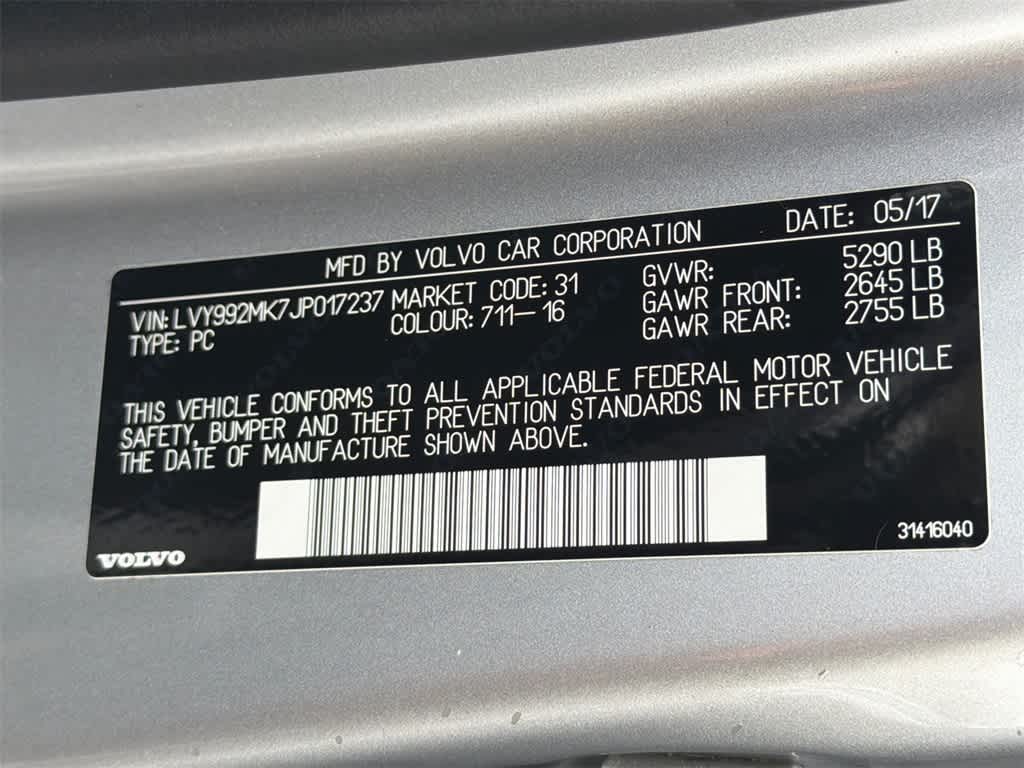 MFD BY VOLVO CAR CORPORATION DATE: 05/17
VIN: LVY992MK7JP017237 MARKET CODE: 31 GVWR: 5290 LB
TYPE: PC COLOUR: 711-16 GAWR FRONT: 2645 LB
GAWR REAR: 2755 LB
THIS VEHICLE CONFORMS TO ALL APPLICABLE FEDERAL MOTOR VEHICLE
SAFETY, BUMPER AND THEFT PREVENTION STANDARDS IN EFFECT ON
THE DATE OF MANUFACTURE SHOWN ABOVE.
VOLVO
31416040